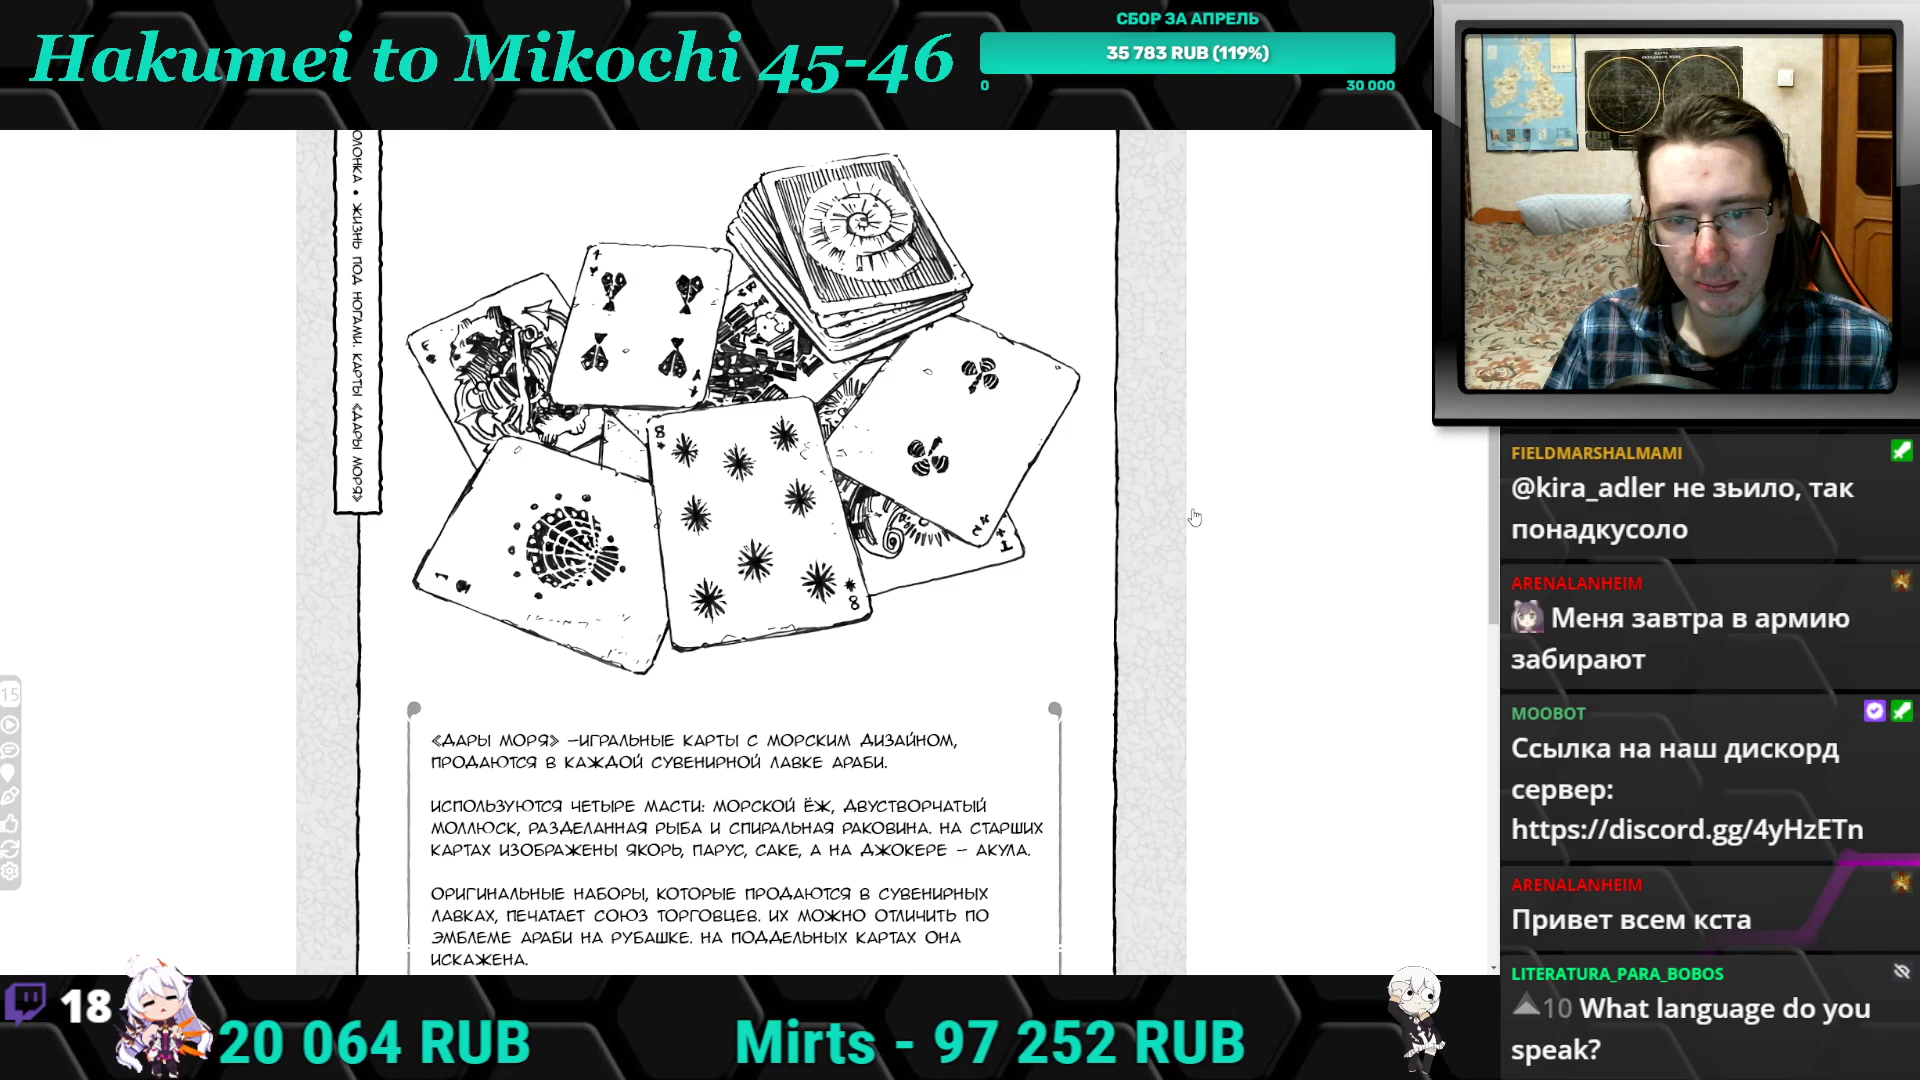 Hakumei to Mikochi 45-46
СБОР ЗА АПРЕЛЬ
35 783 RUB (119%)
0
30 000
ОЛОНКА • ЖИЗНЬ ПОД НОГАМИ. КАРТЫ «ДАРЫ МОРЯ»
8
8
1
«ДАРЫ МОРЯ» –ИГРАЛЬНЫЕ КАРТЫ С МОРСКИМ ДИЗАЙНОМ,
ПРОДАЮТСЯ В КАЖДОЙ СУВЕНИРНОЙ ЛАВКЕ АРАБИ.
ИСПОЛЬЗУЮТСЯ ЧЕТЫРЕ МАСТИ: МОРСКОЙ ЁЖ, ДВУСТВОРЧАТЫЙ
МОЛЛЮСК, РАЗДЕЛАННАЯ РЫБА И СПИРАЛЬНАЯ РАКОВИНА. НА СТАРШИХ
КАРТАХ ИЗОБРАЖЕНЫ ЯКОРЬ, ПАРУС, САКЕ, А НА ДЖОКЕРЕ – АКУЛА.
ОРИГИНАЛЬНЫЕ НАБОРЫ, КОТОРЫЕ ПРОДАЮТСЯ В СУВЕНИРНЫХ
ЛАВКАХ, ПЕЧАТАЕТ СОЮЗ ТОРГОВЦЕВ. ИХ МОЖНО ОТЛИЧИТЬ ПО
ЭМБЛЕМЕ АРАБИ НА РУБАШКЕ. НА ПОДДЕЛЬНЫХ КАРТАХ ОНА
ИСКАЖЕНА.
15
FIELDMARSHALMAMI
@kira_adler не зьило, так
понадкусоло
ARENALANHEIM
Меня завтра в армию
забирают
MOOBOT
Ссылка на наш дискорд
сервер:
https://discord.gg/4yHzETn
ARENALANHEIM
Привет всем кста
LITERATURA_PARA_BOBOS
10 What language do you
speak?
18
20 064 RUB
Mirts - 97 252 RUB